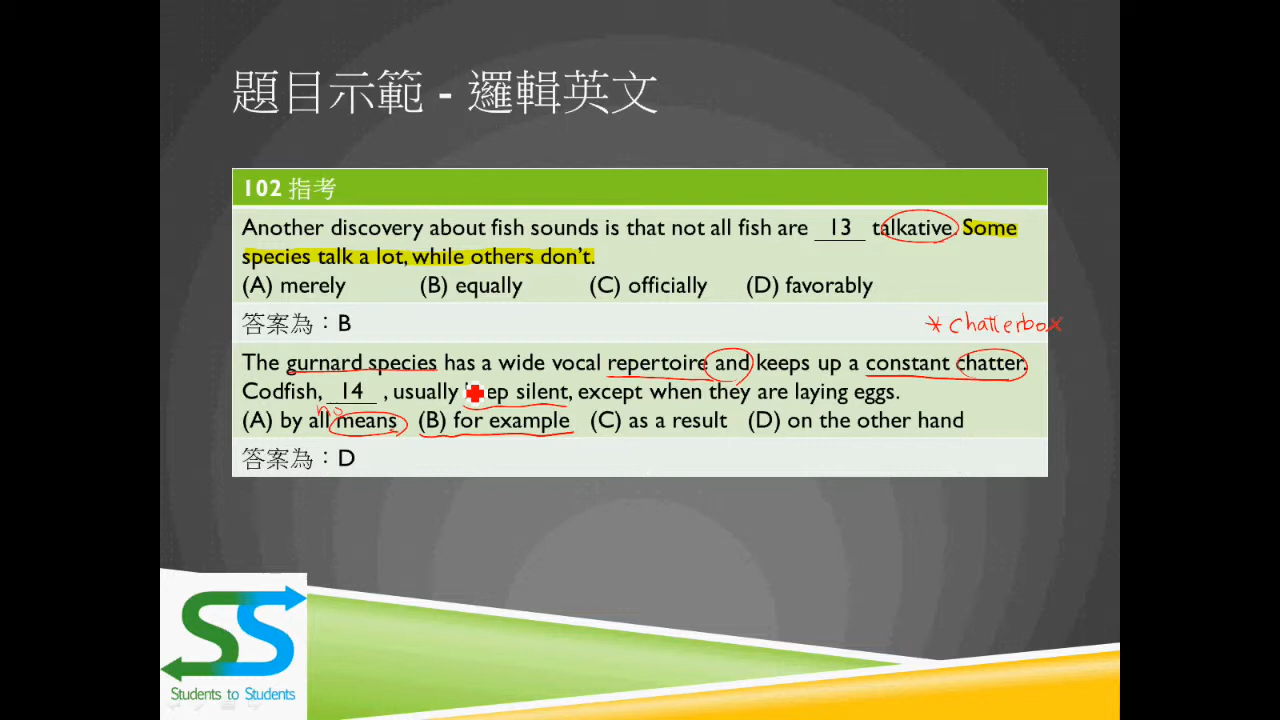 題目示範 - 邏輯英文
102 指考
Another discovery about fish sounds is that not all fish are 13 talkative. Some
species talk a lot, while others don't.
(A) merely (B) equally (C) officially (D) favorably
答案為：B
* chatterbox
The gurnard species has a wide vocal repertoire and keeps up a constant chatter.
Codfish, 14 , usually keep silent, except when they are laying eggs.
no
(A) by all means (B) for example (C) as a result (D) on the other hand
答案為：D
SS
Students to Students